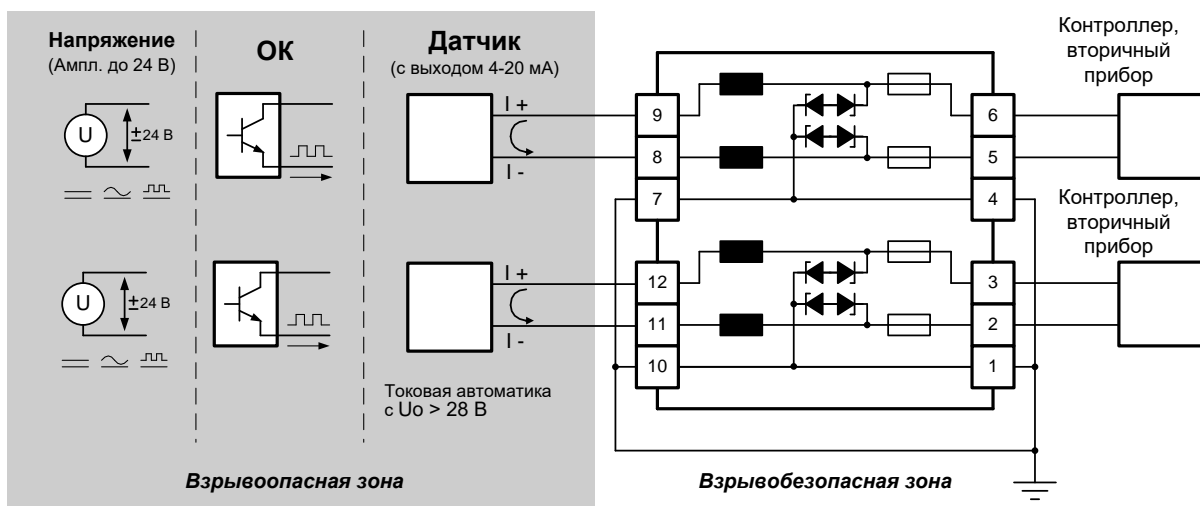 Напряжение
(Ампл. до 24 В)
U
±24 В
ОК
Датчик
(с выходом 4-20 мА)
I +
I -
9
8
7
6
5
4
Контроллер,
вторичный
прибор
U
±24 В
I +
I -
12
11
10
3
2
1
Контроллер,
вторичный
прибор
Токовая автоматика
с Uo > 28 В
Взрывоопасная зона
Взрывобезопасная зона